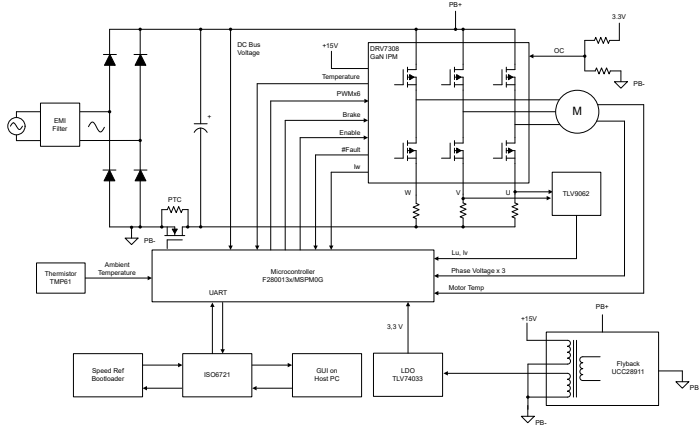 PB+
3.3V
DC Bus
Voltage
+15V
DRV7308
GaN IPM
OC
PB-
Temperature
PWMx6
Brake
Enable
#Fault
Iw
M
EMI
Filter
+
W
V
U
TLV9062
PTC
PB-
Lu, Iv
Phase Voltage x 3
Motor Temp
Thermistor
TMP61
Ambient
Temperature
Microcontroller
F280013x/MSPM0G
UART
3,3 V
+15V
PB+
Flyback
UCC28911
PB
PB-
Speed Ref
Bootloader
ISO6721
GUI on
Host PC
LDO
TLV74033